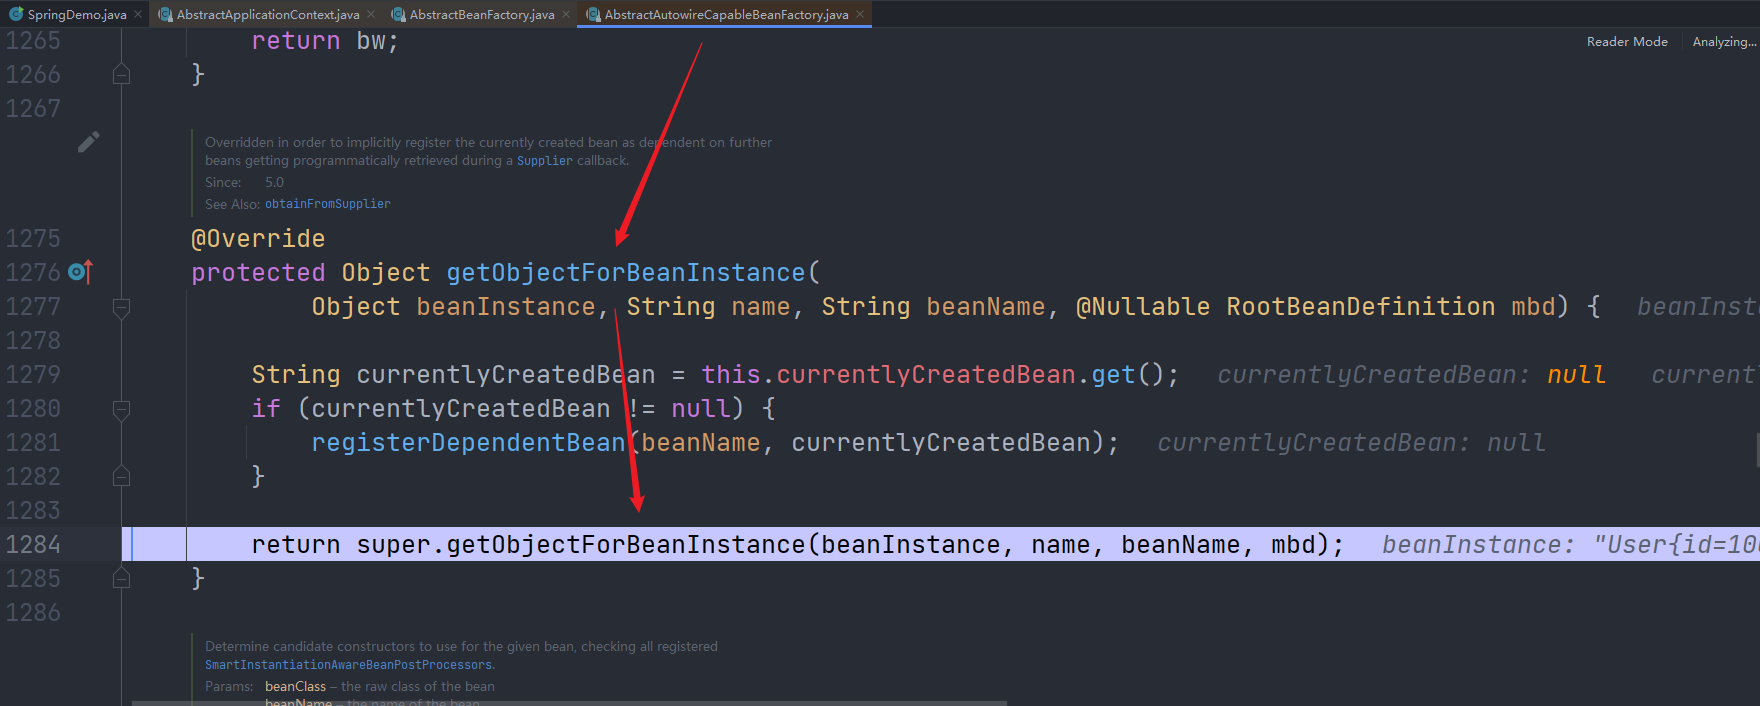 SpringDemo.java AbstractApplicationContext.java AbstractBeanFactory.java AbstractAutowireCapableBeanFactory.java
Reader Mode Analyzing...
1265 return bw;
1266 }
1267
Overridden in order to implicitly register the currently created bean as dependent on further
beans getting programmatically retrieved during a Supplier callback.
Since: 5.0
See Also: obtainFromSupplier
1275 @Override
1276 protected Object getObjectForBeanInstance(
1277 Object beanInstance, String name, String beanName, @Nullable RootBeanDefinition mbd) { beanInst
1278
1279 String currentlyCreatedBean = this.currentlyCreatedBean.get(); currentlyCreatedBean: null current
1280 if (currentlyCreatedBean != null) {
1281 registerDependentBean(beanName, currentlyCreatedBean); currentlyCreatedBean: null
1282 }
1283
1284 return super.getObjectForBeanInstance(beanInstance, name, beanName, mbd); beanInstance: "User{id=10
1285 }
1286
Determine candidate constructors to use for the given bean, checking all registered
SmartInstantiationAwareBeanPostProcessors.
Params: beanClass – the raw class of the bean
beanName – the name of the bean